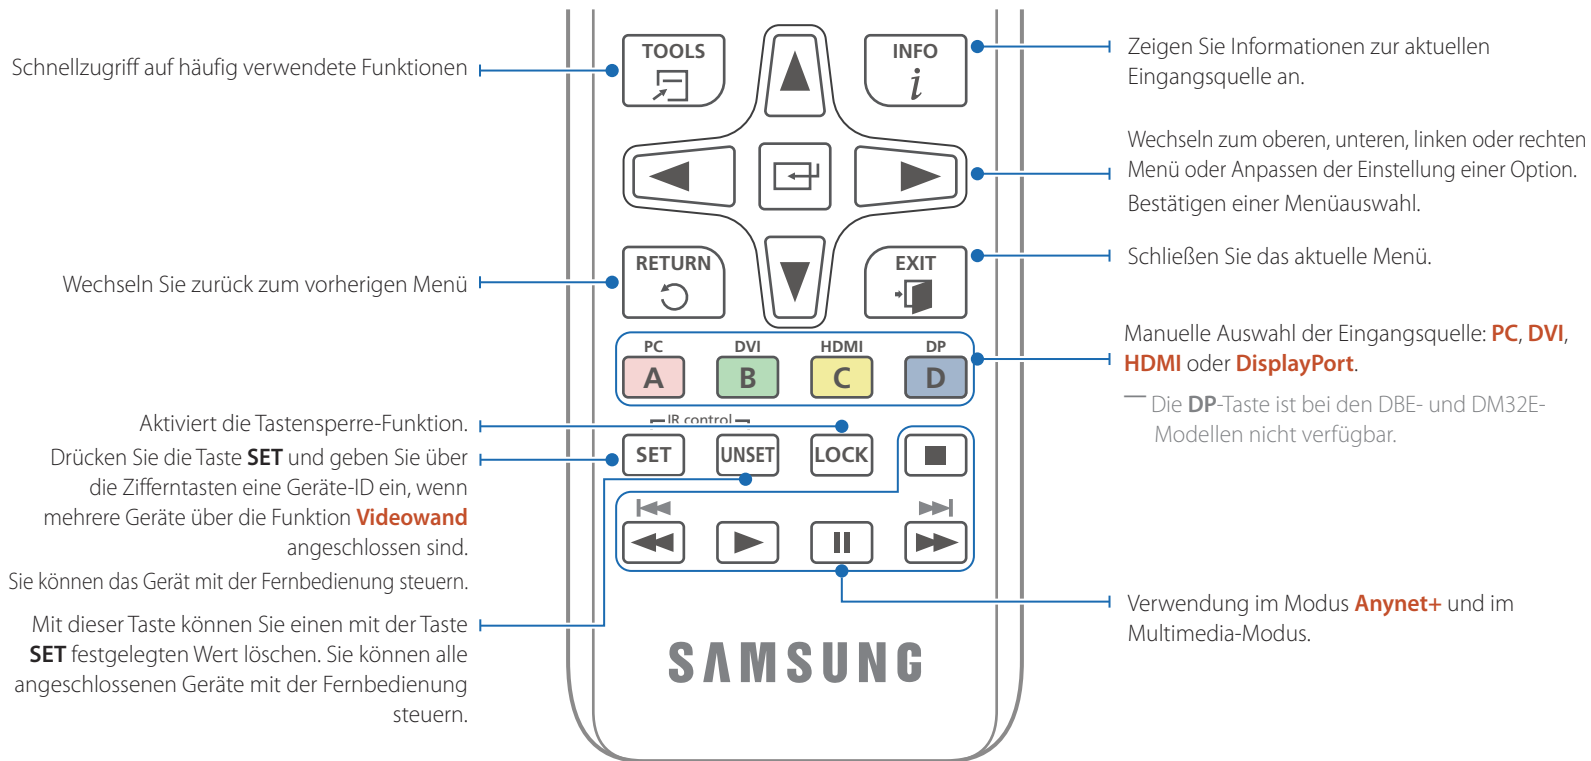 Schnellzugriff auf häufig verwendete Funktionen
TOOLS
INFO
i
Zeigen Sie Informationen zur aktuellen
Eingangsquelle an.
Wechseln zum oberen, unteren, linken oder rechten
Menü oder Anpassen der Einstellung einer Option.
Bestätigen einer Menüauswahl.
Wechseln Sie zurück zum vorherigen Menü
RETURN
EXIT
Schließen Sie das aktuelle Menü.
PC
DVI
HDMI
DP
A
B
C
D
Manuelle Auswahl der Eingangsquelle: PC, DVI,
HDMI oder DisplayPort.
Die DP-Taste ist bei den DBE- und DM32E-
Modellen nicht verfügbar.
Aktiviert die Tastensperre-Funktion.
IR control
SET
UNSET
LOCK
Drücken Sie die Taste SET und geben Sie über
die Zifferntasten eine Geräte-ID ein, wenn
mehrere Geräte über die Funktion Videowand
angeschlossen sind.
Sie können das Gerät mit der Fernbedienung steuern.
Mit dieser Taste können Sie einen mit der Taste
SET festgelegten Wert löschen. Sie können alle
angeschlossenen Geräte mit der Fernbedienung
steuern.
Verwendung im Modus Anynet+ und im
Multimedia-Modus.
SAMSUNG